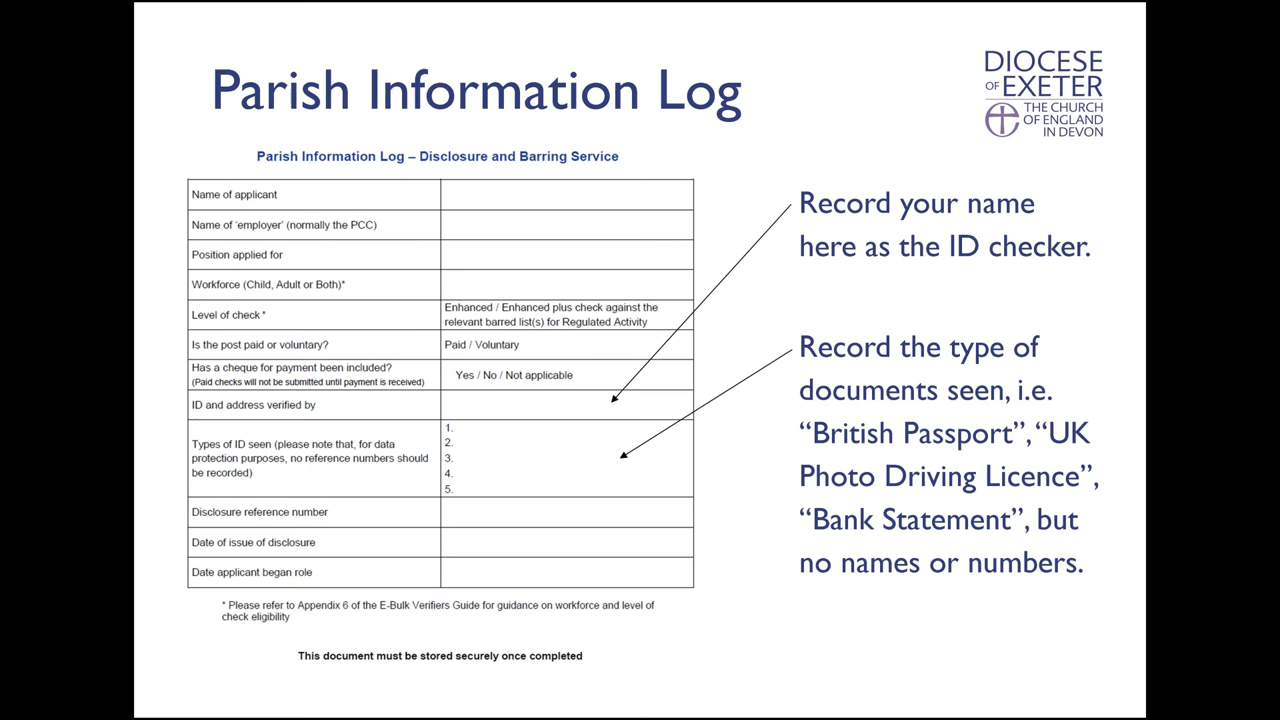 Parish Information Log
DIOCESE
OF EXETER
THE CHURCH
OF ENGLAND
IN DEVON
Parish Information Log – Disclosure and Barring Service
Name of applicant
Name of ‘employer’ (normally the PCC)
Position applied for
Workforce (Child, Adult or Both)*
Level of check*
Enhanced / Enhanced plus check against the
relevant barred list(s) for Regulated Activity
Is the post paid or voluntary?
Paid / Voluntary
Has a cheque for payment been included?
(Paid checks will not be submitted until payment is received)
Yes / No / Not applicable
ID and address verified by
Types of ID seen (please note that, for data
protection purposes, no reference numbers should
be recorded)
1.
2.
3.
4.
5.
Disclosure reference number
Date of issue of disclosure
Date applicant began role
* Please refer to Appendix 6 of the E-Bulk Verifiers Guide for guidance on workforce and level of
check eligibility
This document must be stored securely once completed
Record your name
here as the ID checker.
Record the type of
documents seen, i.e.
“British Passport”, “UK
Photo Driving Licence”,
“Bank Statement”, but
no names or numbers.